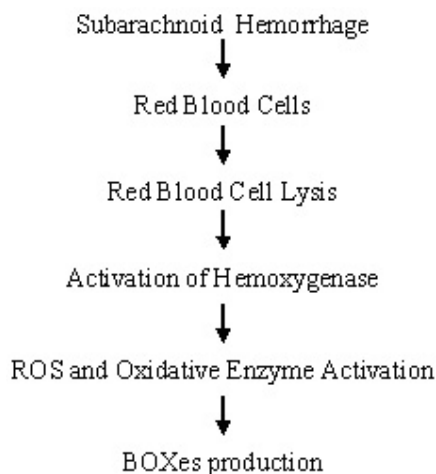 Subarachnoid Hemorrhage
Red Blood Cells
Red Blood Cell Lysis
Activation of Hemoxygenase
ROS and Oxidative Enzyme Activation
BOXes production